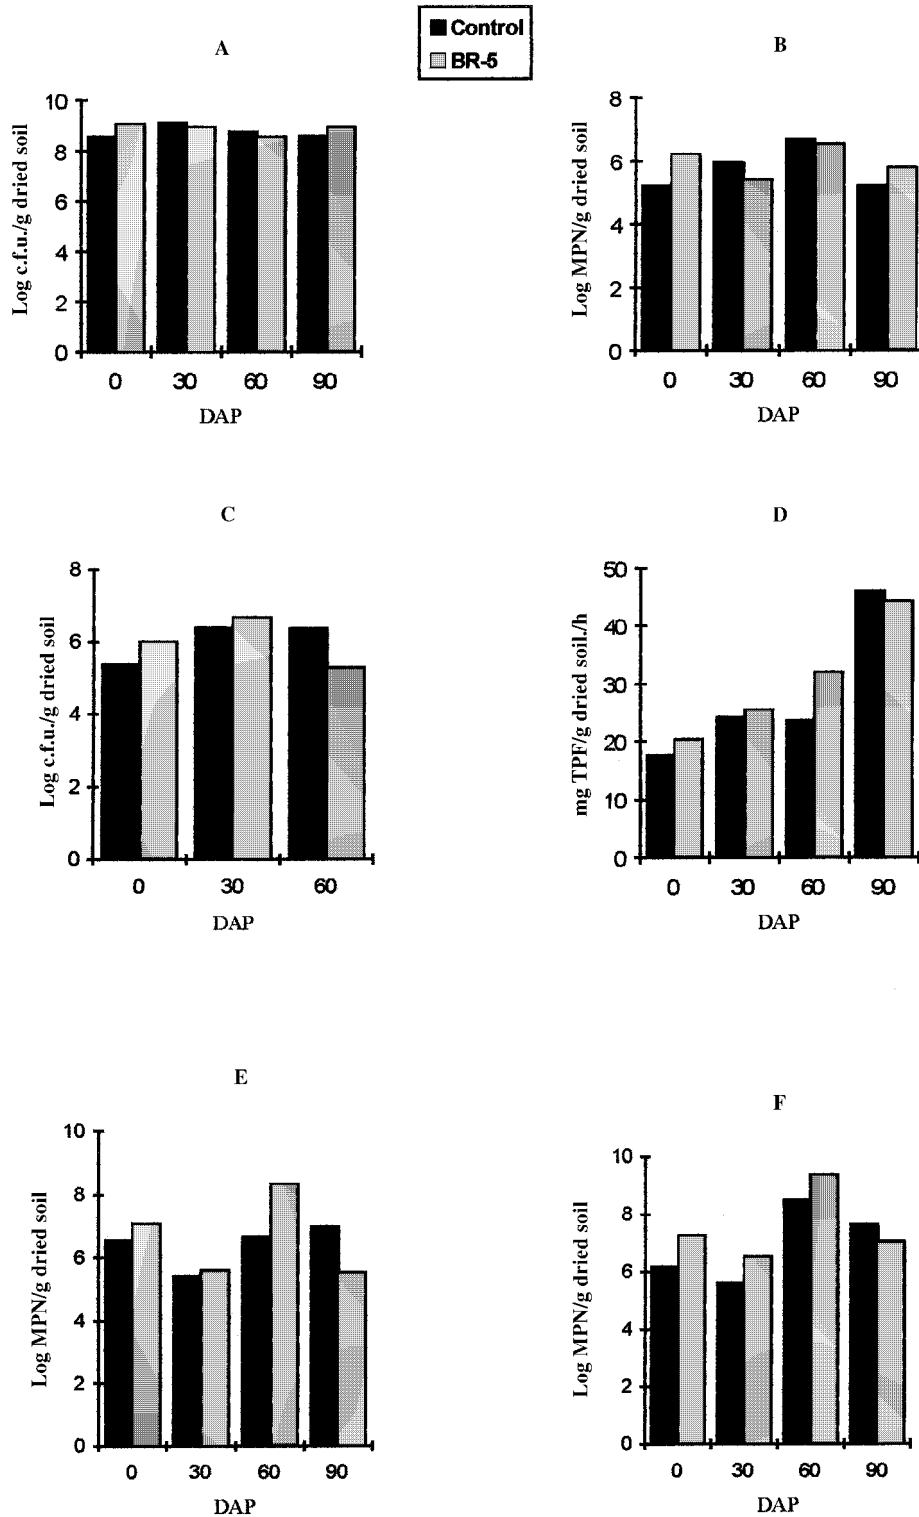 Control
BR-5
A
Log c.f.u./g dried soil
10
8
6
4
2
0
0 30 60 90
DAP
B
Log MPN/g dried soil
8
6
4
2
0
0 30 60 90
DAP
C
Log c.f.u./g dried soil
8
6
4
2
0
0 30 60
DAP
D
mg TPF/g dried soil./h
50
40
30
20
10
0
0 30 60 90
DAP
E
Log MPN/g dried soil
10
8
6
4
2
0
0 30 60 90
DAP
F
Log MPN/g dried soil
10
8
6
4
2
0
0 30 60 90
DAP